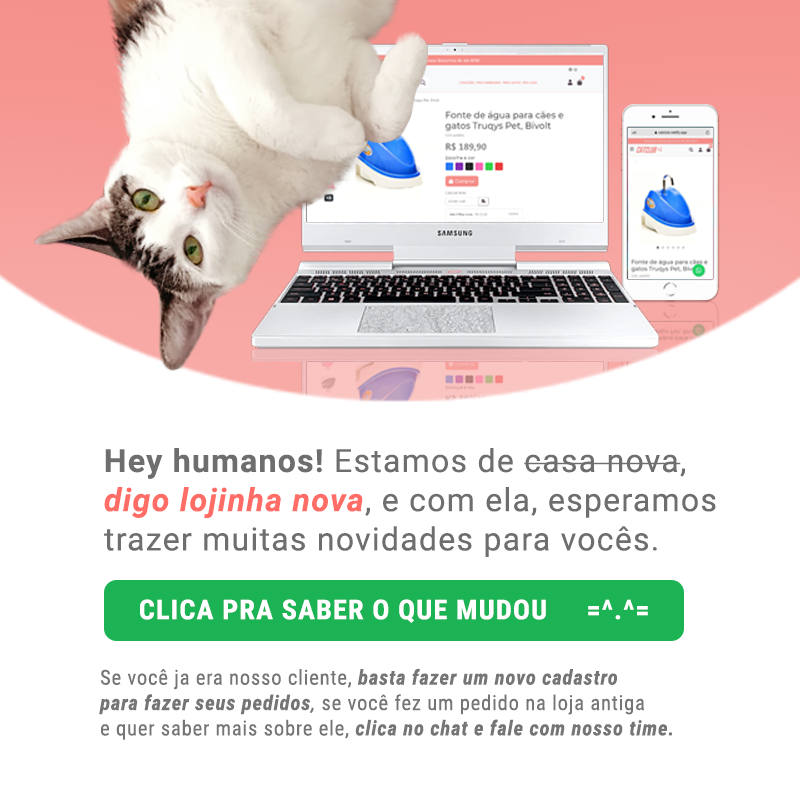 Fonte de água para cães e
gatos Truqys Pet, Bivolt
R$ 189,90
Comprar
SAMSUNG
CATCLUB
Fonte de água para cães e
gatos Truqys Pet, Biv
Hey humanos! Estamos de casa nova,
digo lojinha nova, e com ela, esperamos
trazer muitas novidades para vocês.
CLICA PRA SABER O QUE MUDOU =^.^=
Se você ja era nosso cliente, basta fazer um novo cadastro
para fazer seus pedidos, se você fez um pedido na loja antiga
e quer saber mais sobre ele, clica no chat e fale com nosso time.